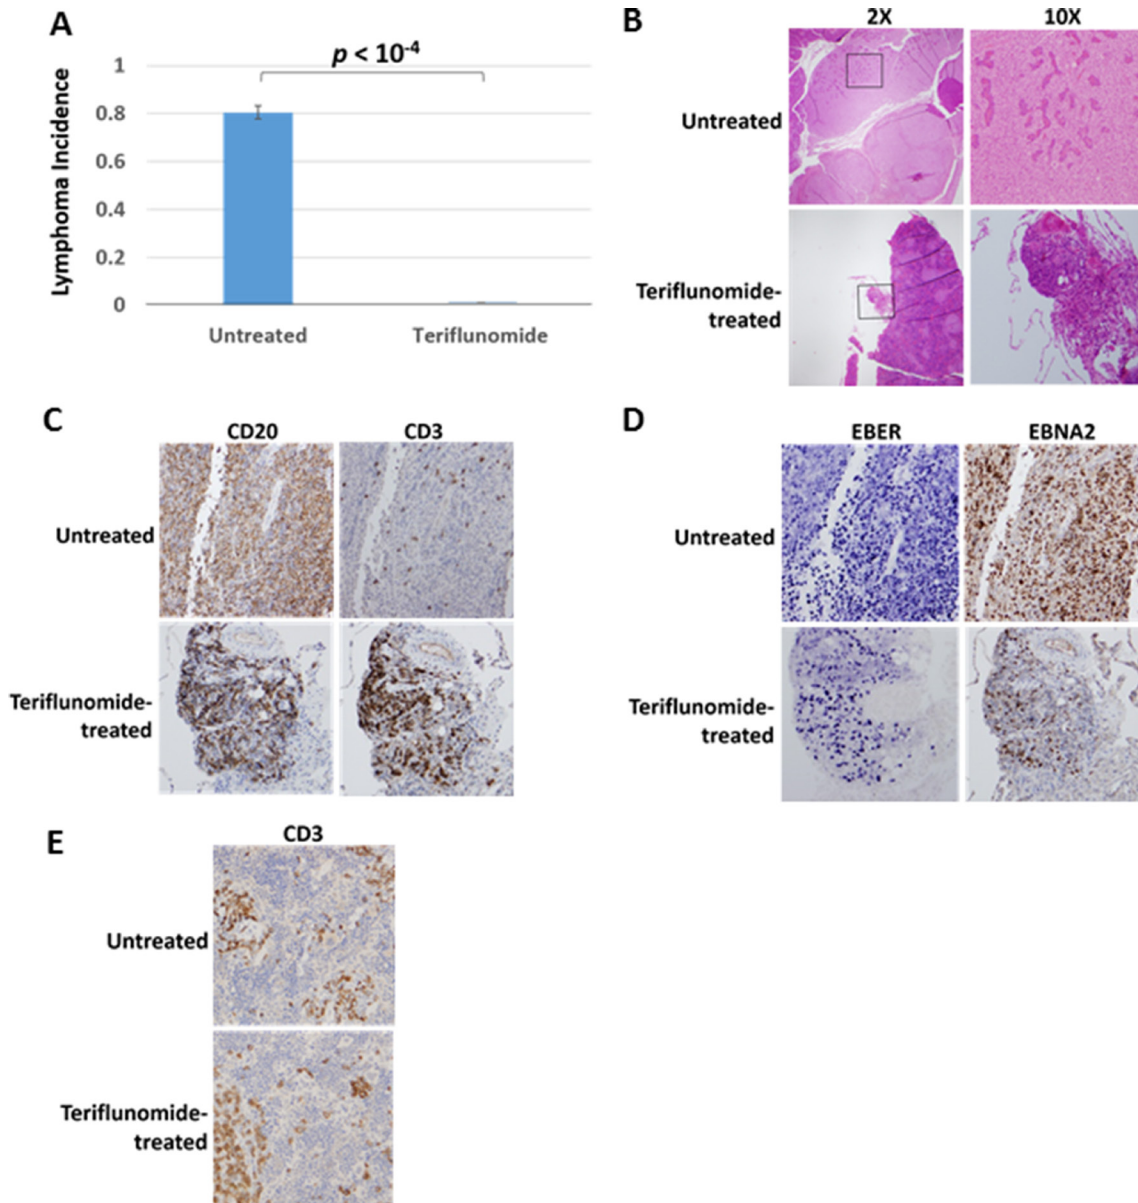 A
p < 10-4
Lymphoma Incidence
1
0.8
0.6
0.4
0.2
0
Untreated
Teriflunomide
B
2X
10X
Untreated
Teriflunomide-
treated
C
CD20
CD3
Untreated
Teriflunomide-
treated
D
EBER
EBNA2
Untreated
Teriflunomide-
treated
E
CD3
Untreated
Teriflunomide-
treated